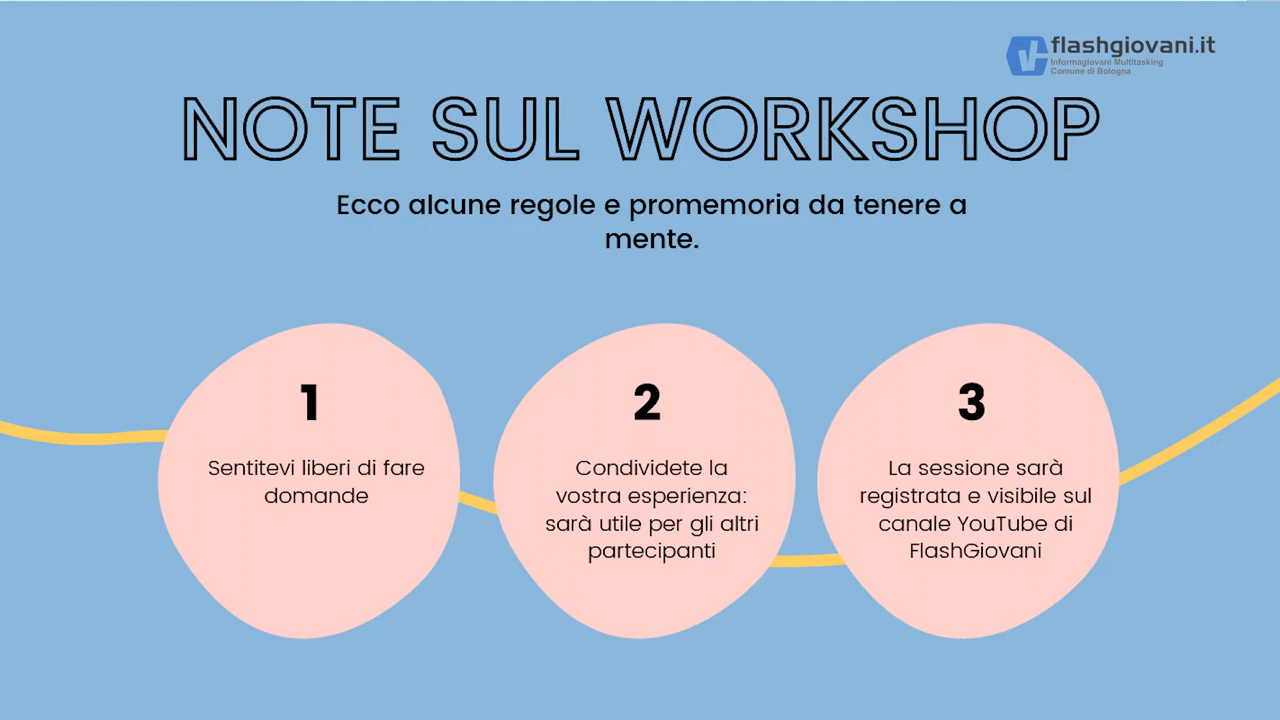 flashgiovani.it
Informagiovani Multitasking
Comune di Bologna
NOTE SUL WORKSHOP
Ecco alcune regole e promemoria da tenere a
mente.
1
Sentitevi liberi di fare
domande
2
Condividete la
vostra esperienza:
sarà utile per gli altri
partecipanti
3
La sessione sarà
registrata e visibile sul
canale YouTube di
FlashGiovani